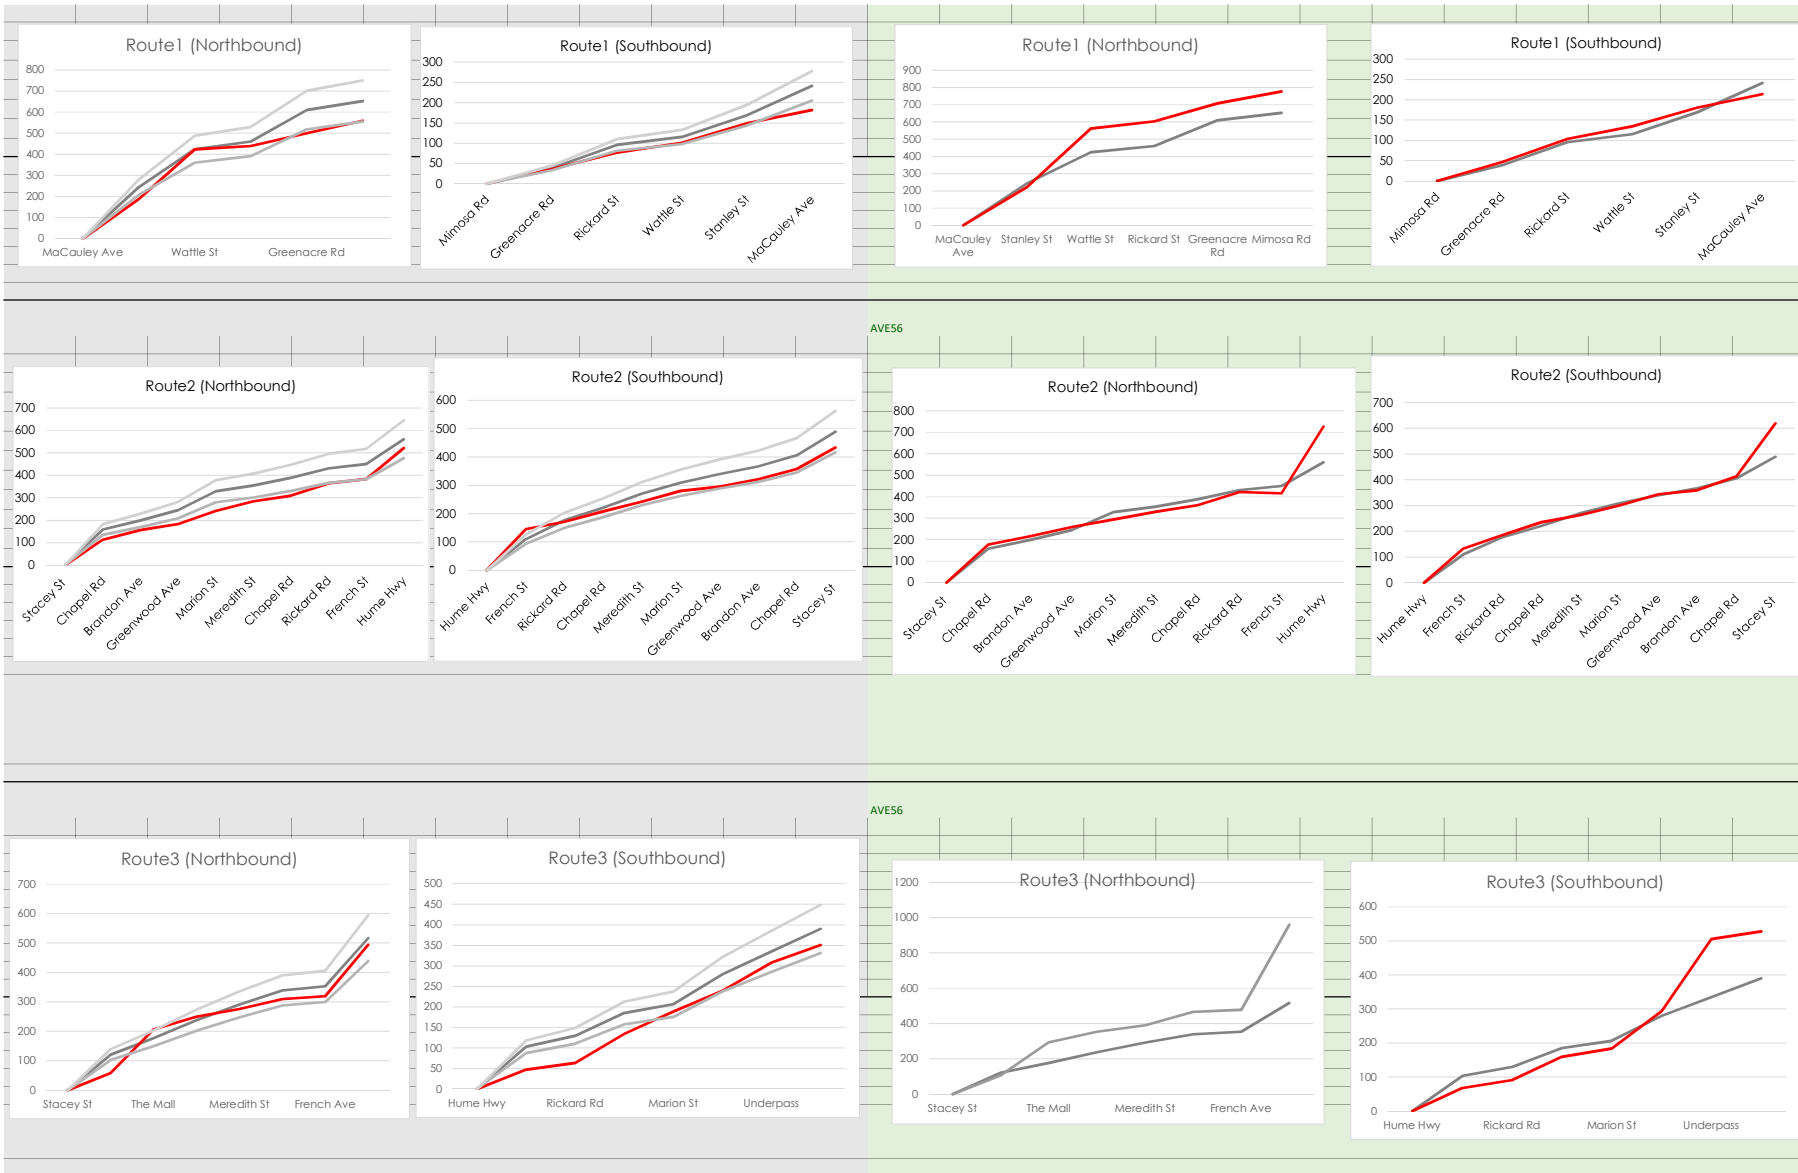 Route1 (Northbound)
800
700
600
500
400
300
200
100
0
MaCauley Ave
Wattle St
Greenacre Rd
Route1 (Southbound)
300
250
200
150
100
50
0
Mimosa Rd
Greenacre Rd
Rickard St
Wattle St
Stanley St
MaCauley Ave
Route1 (Northbound)
900
800
700
600
500
400
300
200
100
0
MaCauley
Ave
Stanley St
Wattle St
Rickard St
Greenacre
Rd
Mimosa Rd
Route1 (Southbound)
300
250
200
150
100
50
0
Mimosa Rd
Greenacre Rd
Rickard St
Wattle St
Stanley St
MaCauley Ave
AVE56
Route2 (Northbound)
700
600
500
400
300
200
100
0
Stacey St
Chapel Rd
Brandon Ave
Greenwood Ave
Marion St
Meredith St
Chapel Rd
Rickard Rd
French St
Hume Hwy
Route2 (Southbound)
600
500
400
300
200
100
0
Hume Hwy
French St
Rickard Rd
Chapel Rd
Meredith St
Marion St
Greenwood Ave
Brandon Ave
Chapel Rd
Stacey St
Route2 (Northbound)
800
700
600
500
400
300
200
100
0
Stacey St
Chapel Rd
Brandon Ave
Greenwood Ave
Marion St
Meredith St
Chapel Rd
Rickard Rd
French St
Hume Hwy
Route2 (Southbound)
700
600
500
400
300
200
100
0
Hume Hwy
French St
Rickard Rd
Chapel Rd
Meredith St
Marion St
Greenwood Ave
Brandon Ave
Chapel Rd
Stacey St
AVE56
Route3 (Northbound)
700
600
500
400
300
200
100
0
Stacey St
The Mall
Meredith St
French Ave
Route3 (Southbound)
500
450
400
350
300
250
200
150
100
50
0
Hume Hwy
Rickard Rd
Marion St
Underpass
Route3 (Northbound)
1200
1000
800
600
400
200
0
Stacey St
The Mall
Meredith St
French Ave
Route3 (Southbound)
600
500
400
300
200
100
0
Hume Hwy
Rickard Rd
Marion St
Underpass